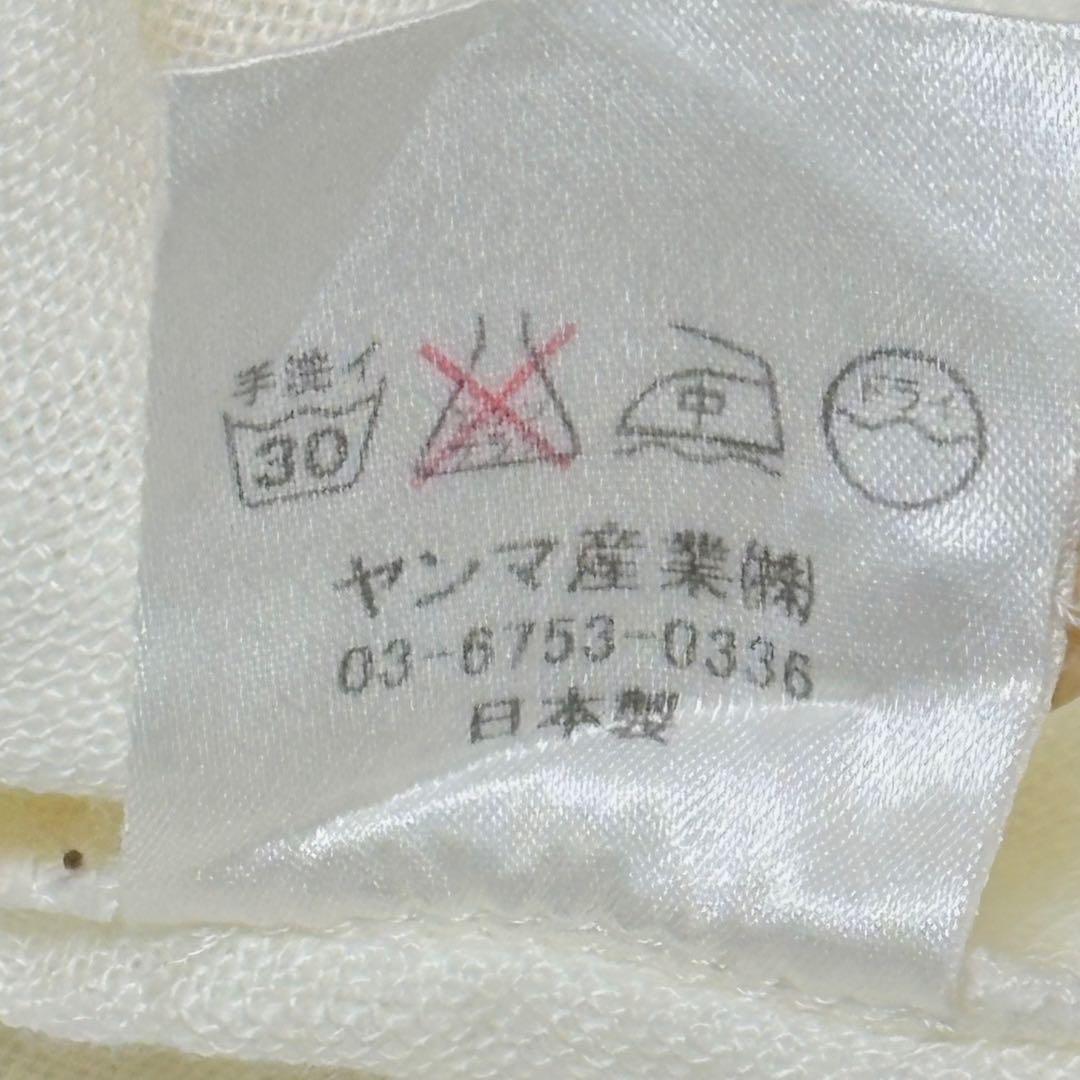 手洗イ
30 中 ドライ
ヤンマ産業㈱
03-6753-0336
日本製